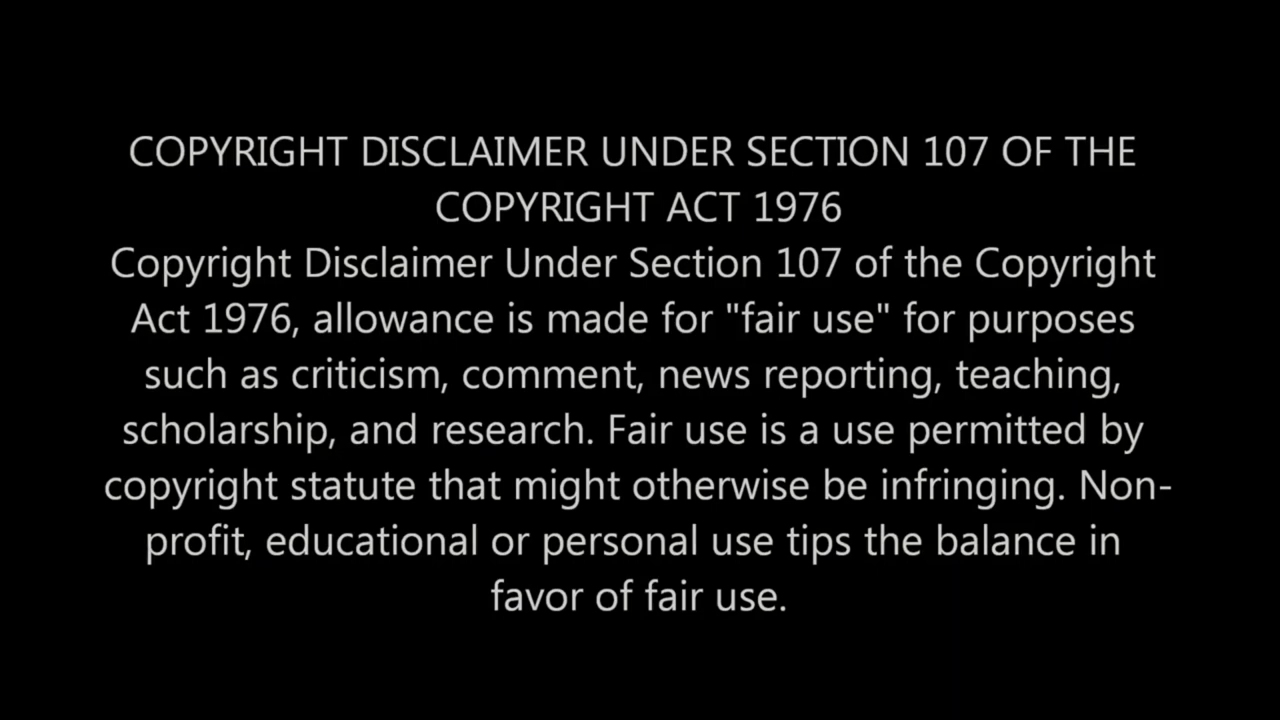 COPYRIGHT DISCLAIMER UNDER SECTION 107 OF THE
COPYRIGHT ACT 1976
Copyright Disclaimer Under Section 107 of the Copyright
Act 1976, allowance is made for "fair use" for purposes
such as criticism, comment, news reporting, teaching,
scholarship, and research. Fair use is a use permitted by
copyright statute that might otherwise be infringing. Non-
profit, educational or personal use tips the balance in
favor of fair use.